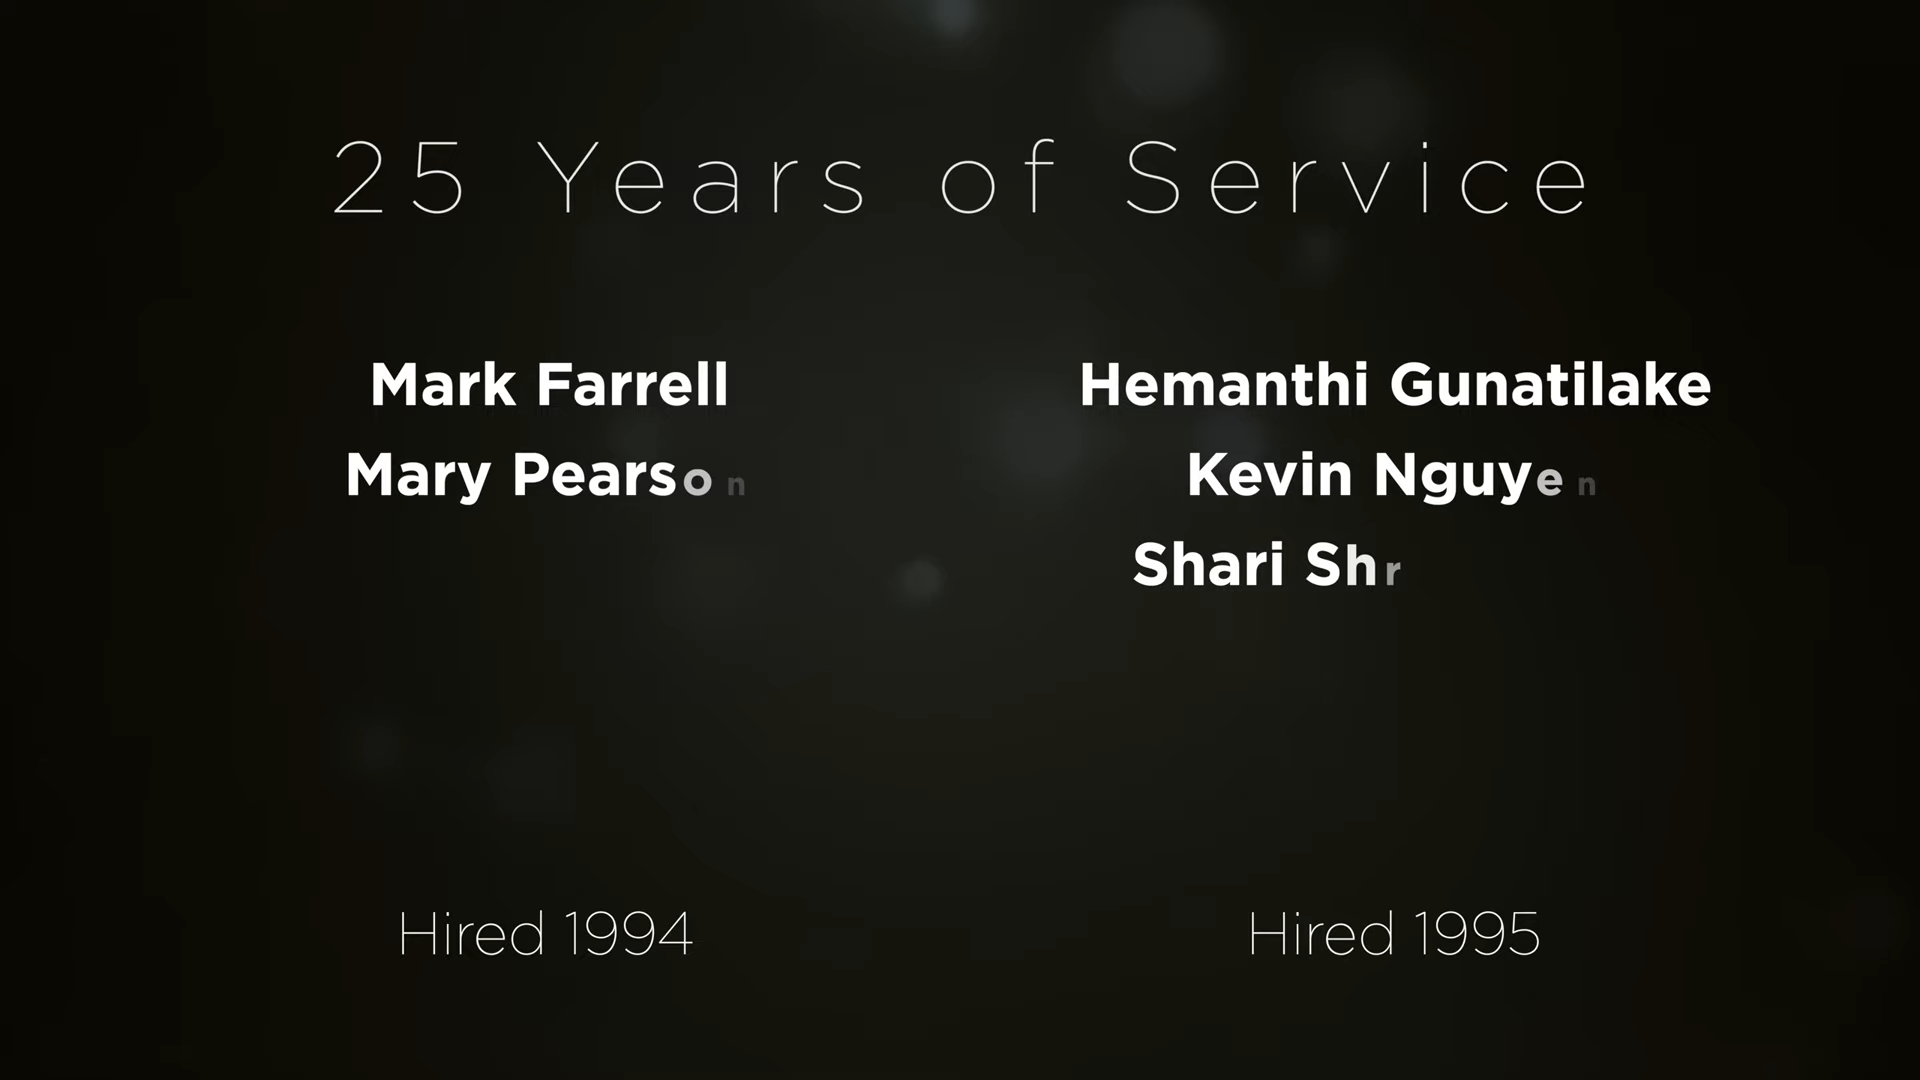 25 Years of Service
Mark Farrell
Mary Pearson
Hired 1994
Hemanthi Gunatilake
Kevin Nguyen
Shari Shr
Hired 1995